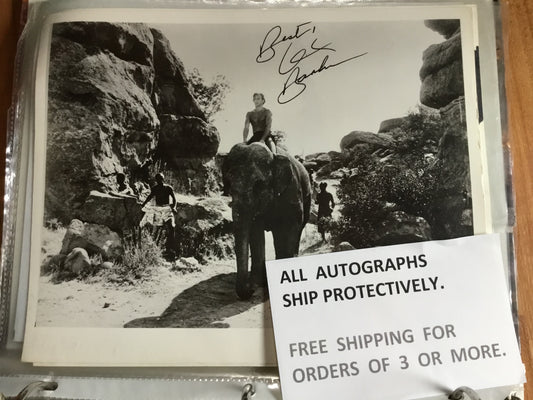 Best,
Lex
Barker
ALL AUTOGRAPHS
SHIP PROTECTIVELY.
FREE SHIPPING FOR
ORDERS OF 3 OR MORE.